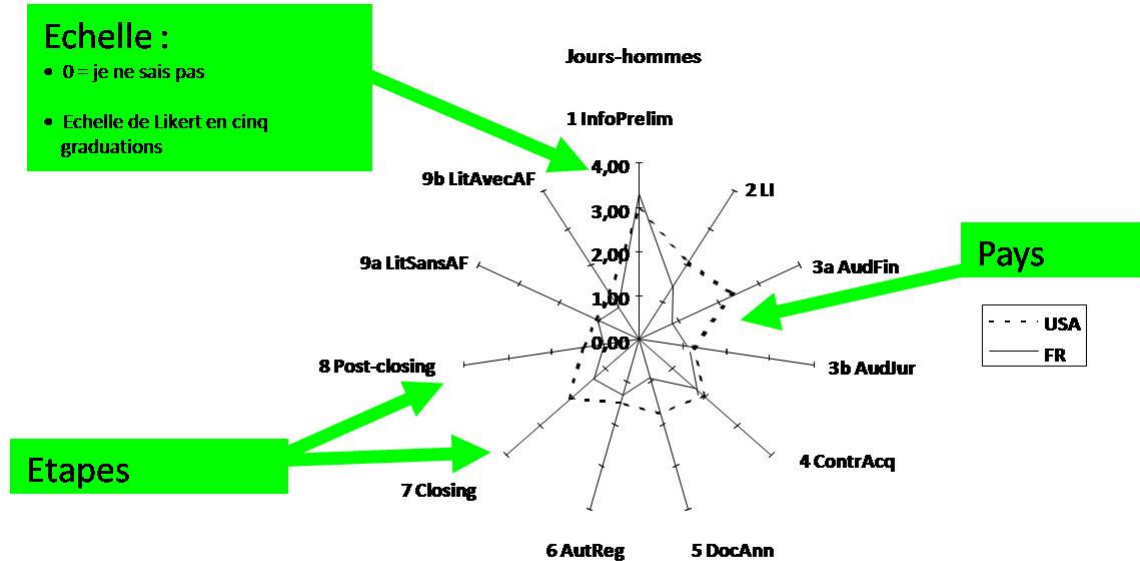 Echelle :
• 0 = je ne sais pas
• Echelle de Likert en cinq
graduations
Jours-hommes
1 InfoPrelim
4,00
3,00
2,00
1,00
0,00
2 LI
3a AudFin
3b AudJur
4 ContrAcq
5 DocAnn
6 AutReg
7 Closing
8 Post-closing
9a LitSansAF
9b LitAvecAF
Pays
USA
FR
Etapes